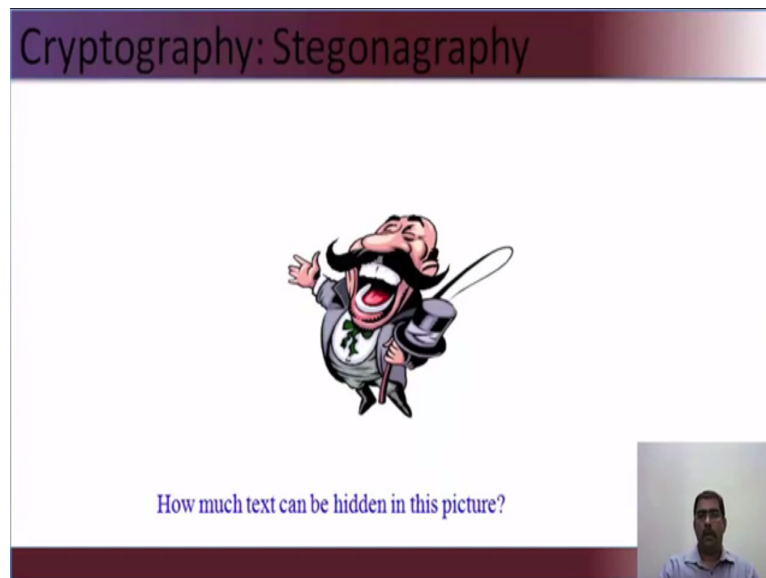 Cryptography: Stegonagraphy
How much text can be hidden in this picture?